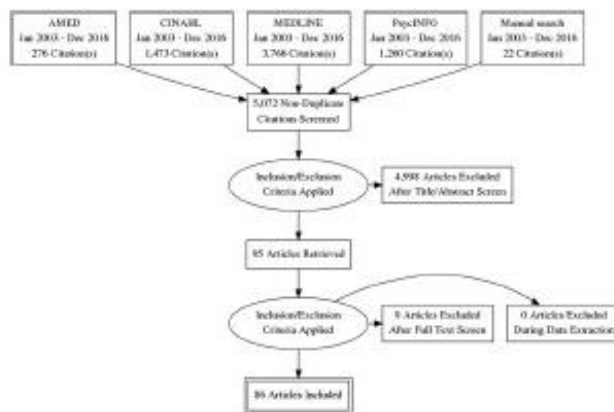 AMED
Jan 2003 - Dec 2016
276 Citation(s)
CINAHL
Jan 2003 - Dec 2016
1,473 Citation(s)
MEDLINE
Jan 2003 - Dec 2016
3,766 Citation(s)
PsycINFO
Jan 2003 - Dec 2016
1,260 Citation(s)
Manual search
Jan 2003 - Dec 2016
22 Citation(s)
5,072 Non-Duplicate
Citations Screened
Inclusion/Exclusion
Criteria Applied
4,998 Articles Excluded
After Title/Abstract Screen
95 Articles Retrieved
Inclusion/Exclusion
Criteria Applied
9 Articles Excluded
After Full Text Screen
0 Articles Excluded
During Data Extraction
86 Articles Included